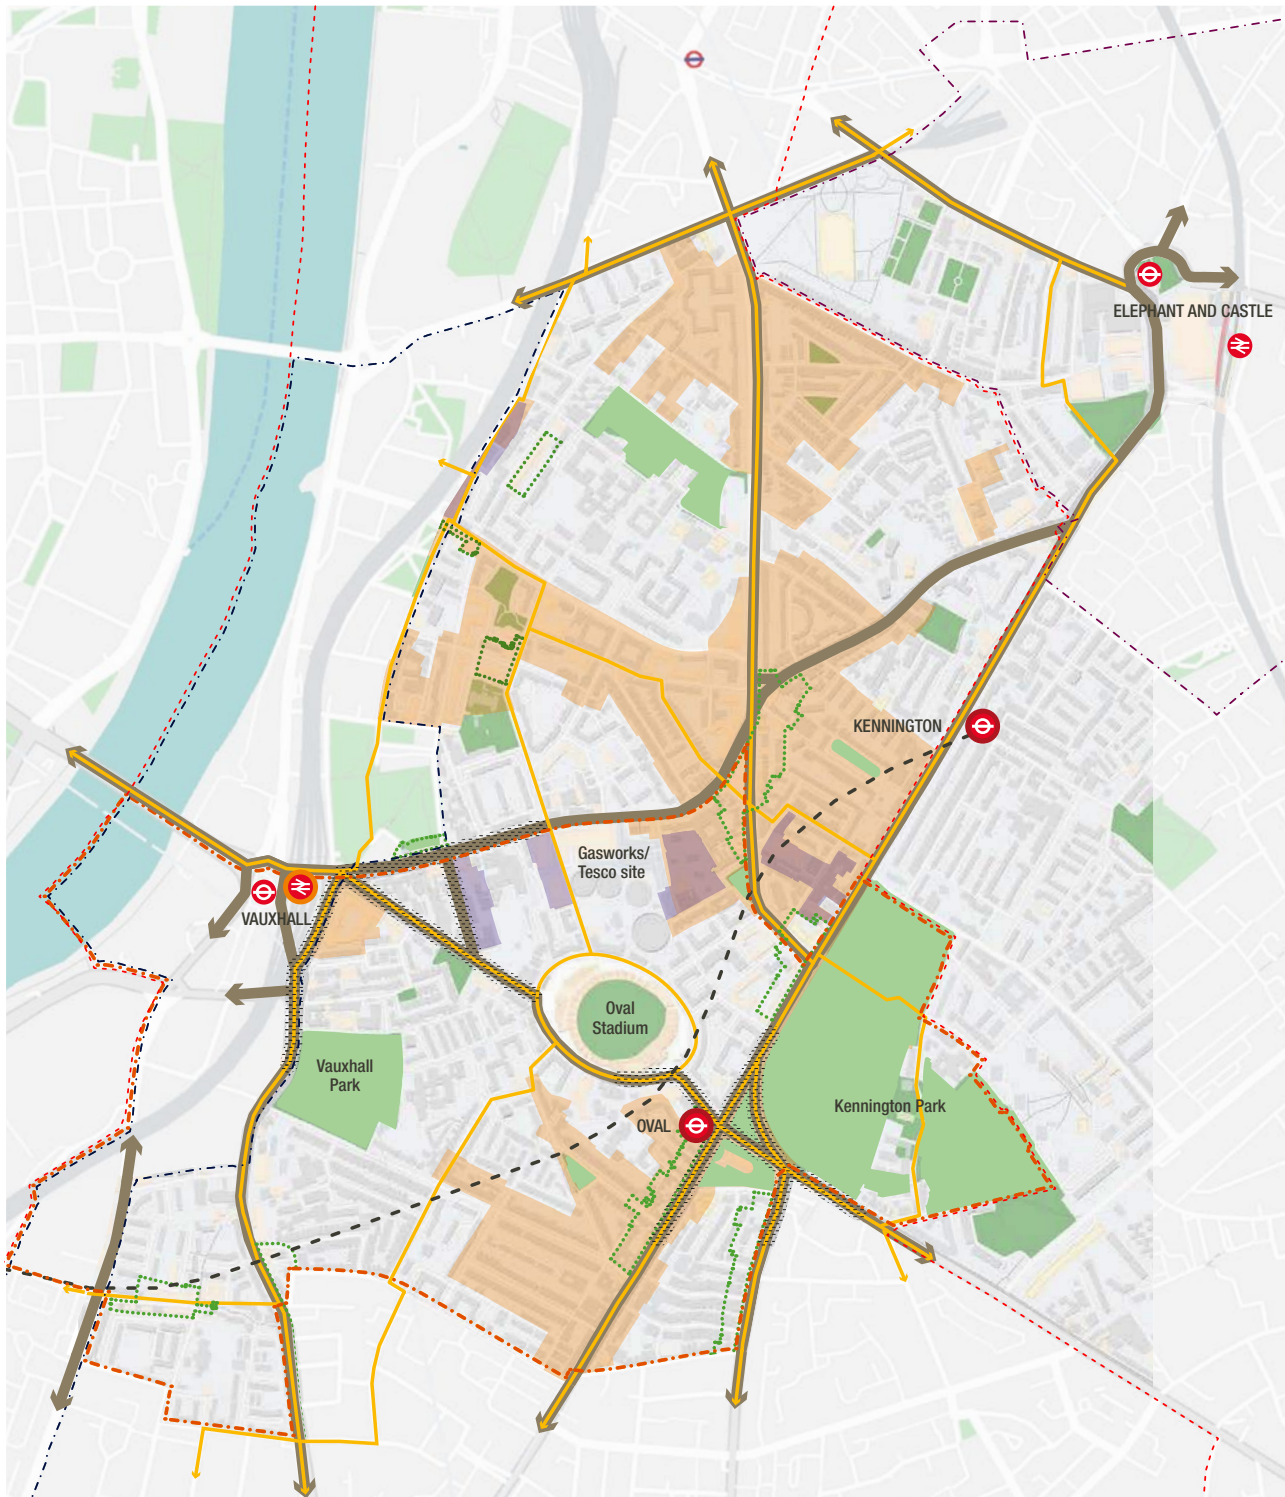 ELEPHANT AND CASTLE
KENNINGTON
Gasworks/
Tesco site
VAUXHALL
Oval
Stadium
Vauxhall
Park
Kennington Park
OVAL